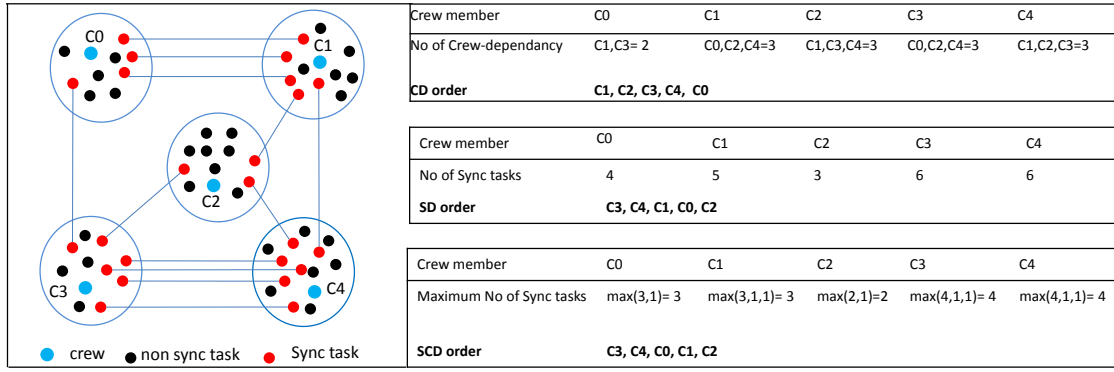 C0
C1
C2
C3
C4
crew
non sync task
Sync task
Crew member C0 C1 C2 C3 C4
No of Crew-dependancy C1,C3= 2 C0,C2,C4=3 C1,C3,C4=3 C0,C2,C4=3 C1,C2,C3=3
CD order C1, C2, C3, C4, C0
Crew member C0 C1 C2 C3 C4
No of Sync tasks 4 5 3 6 6
SD order C3, C4, C1, C0, C2
Crew member C0 C1 C2 C3 C4
Maximum No of Sync tasks max(3,1)= 3 max(3,1,1)= 3 max(2,1)=2 max(4,1,1)= 4 max(4,1,1)= 4
SCD order C3, C4, C0, C1, C2